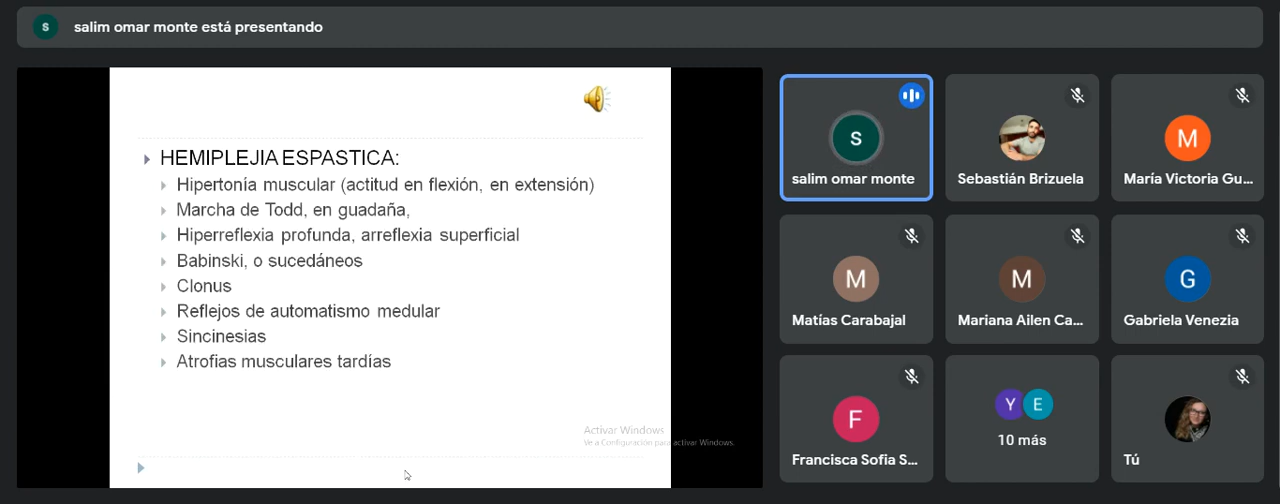 S salim omar monte está presentando
HEMIPLEJIA ESPASTICA:
Hipertonía muscular (actitud en flexión, en extensión)
Marcha de Todd, en guadaña,
Hiperreflexia profunda, arreflexia superficial
Babinski, o sucedáneos
Clonus
Reflejos de automatismo medular
Sincinesias
Atrofias musculares tardías
Activar Windows
Ve a Configuración para activar Windows.
S
salim omar monte
Sebastián Brizuela
M
María Victoria Gu...
M
Matías Carabajal
M
Mariana Ailen Ca...
G
Gabriela Venezia
F
Francisca Sofia S...
Y E
10 más
Tú